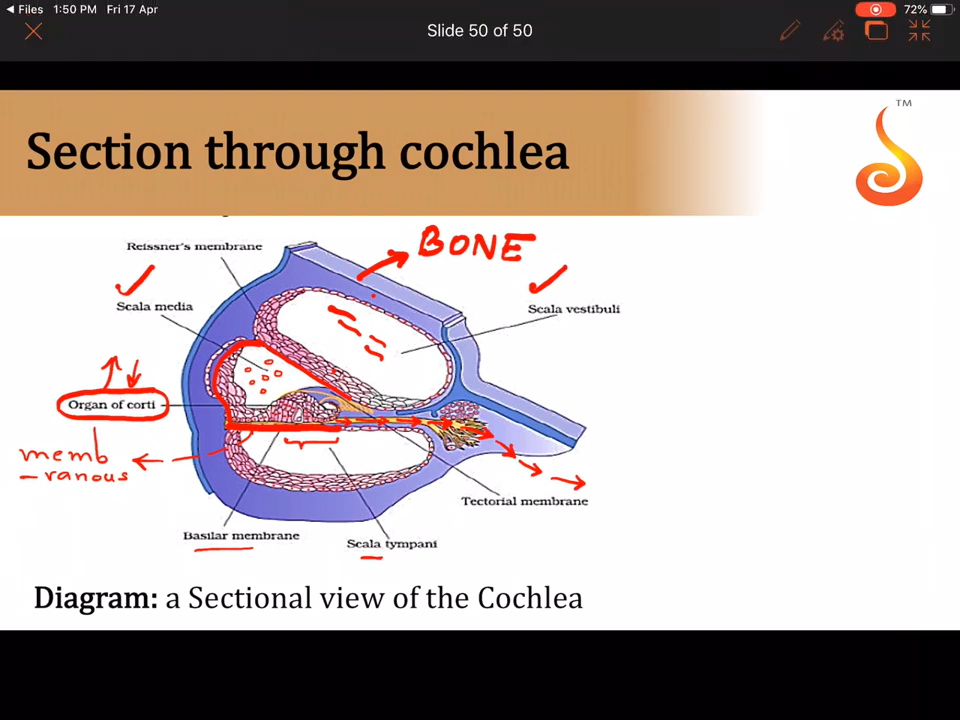 Files 1:50 PM Fri 17 Apr 72%
Slide 50 of 50
TM
Section through cochlea
BONE
Reissner's membrane
Scala media
Scala vestibuli
Organ of corti
memb
-ranous
Tectorial membrane
Basilar membrane
Scala tympani
Diagram: a Sectional view of the Cochlea